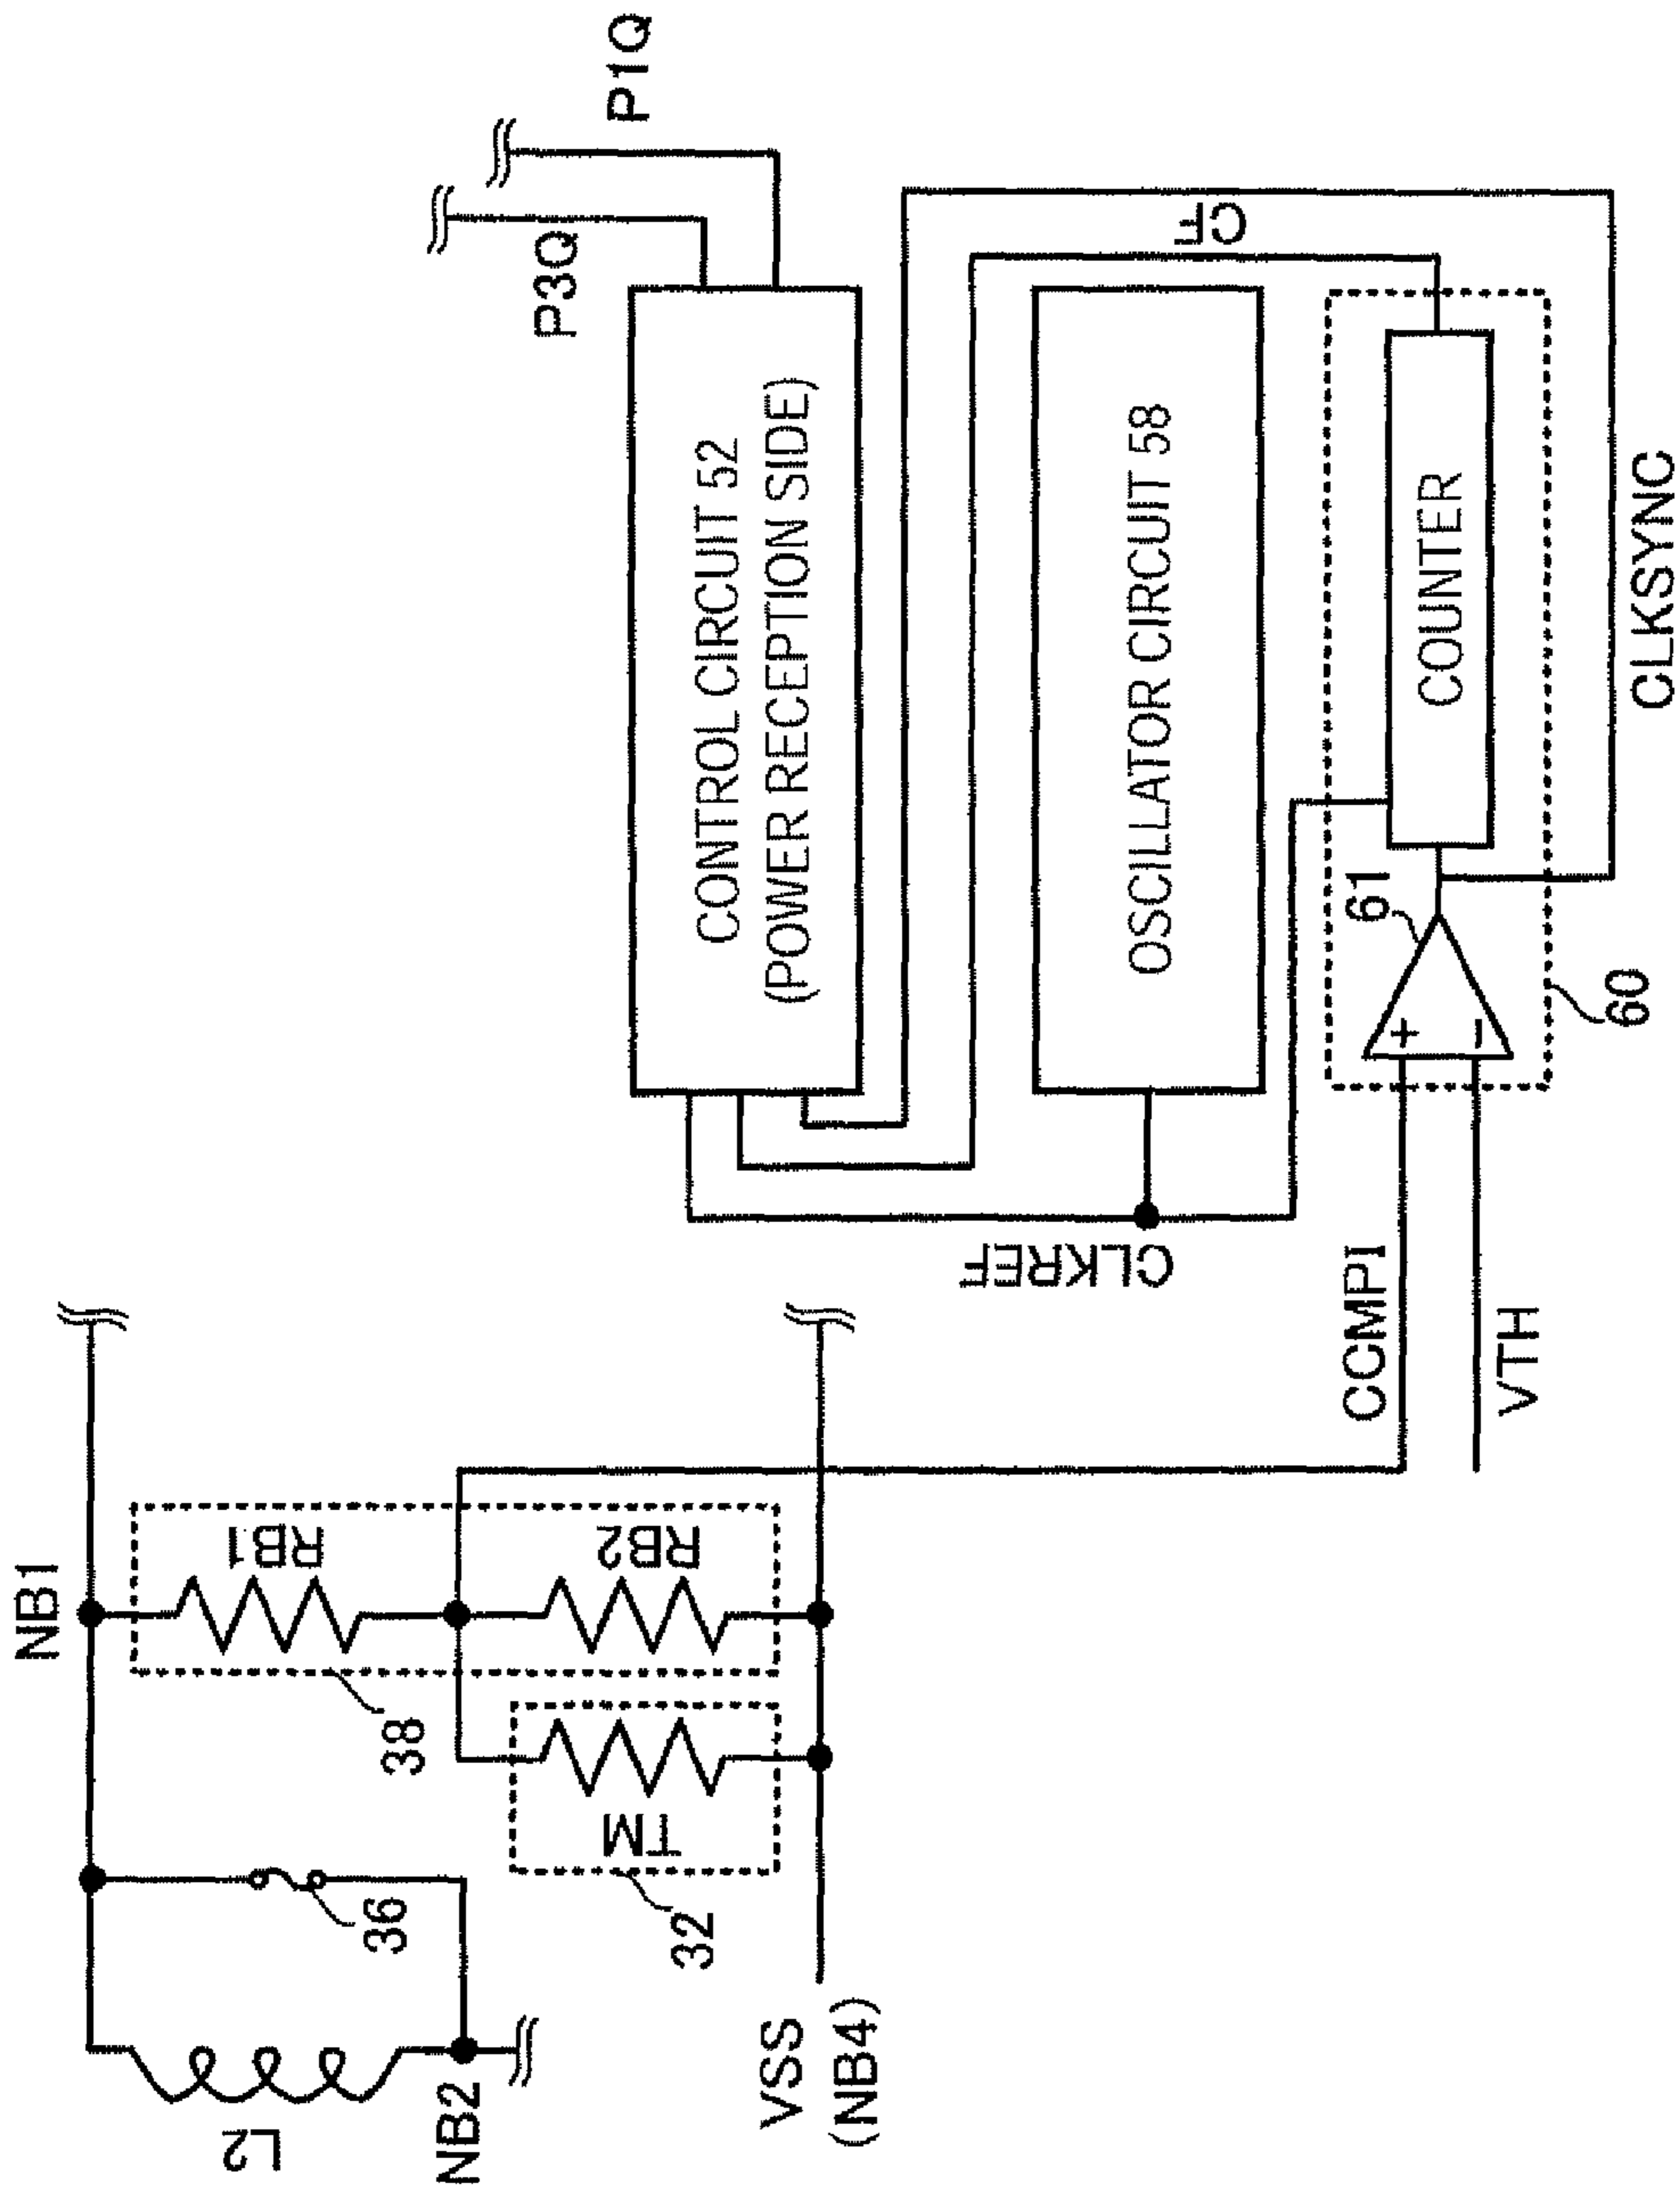 NB1
L2
36
NB2
38
RB1
RB2
32
TM
VSS
(NB4)
P3Q
P1Q
CONTROL CIRCUIT 52
(POWER RECEPTION SIDE)
CLKREF
CF
OSCILLATOR CIRCUIT 58
CCMPI
VTH
+
−
61
COUNTER
60
CLKSYNC